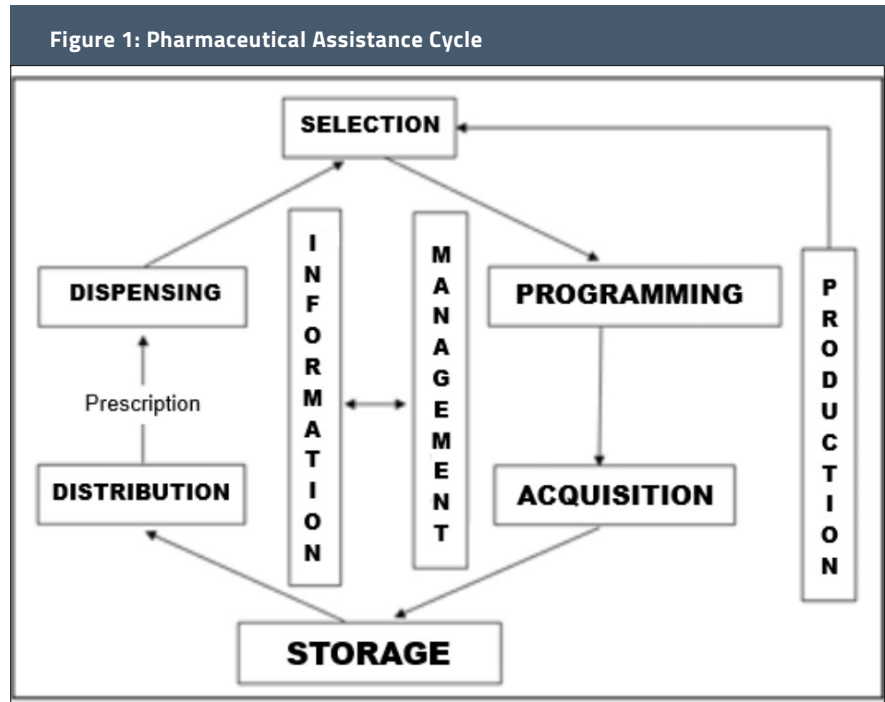 Figure 1: Pharmaceutical Assistance Cycle
SELECTION
INFORMATION
MANAGEMENT
DISPENSING
PROGRAMMING
PRODUCTION
Prescription
DISTRIBUTION
ACQUISITION
STORAGE